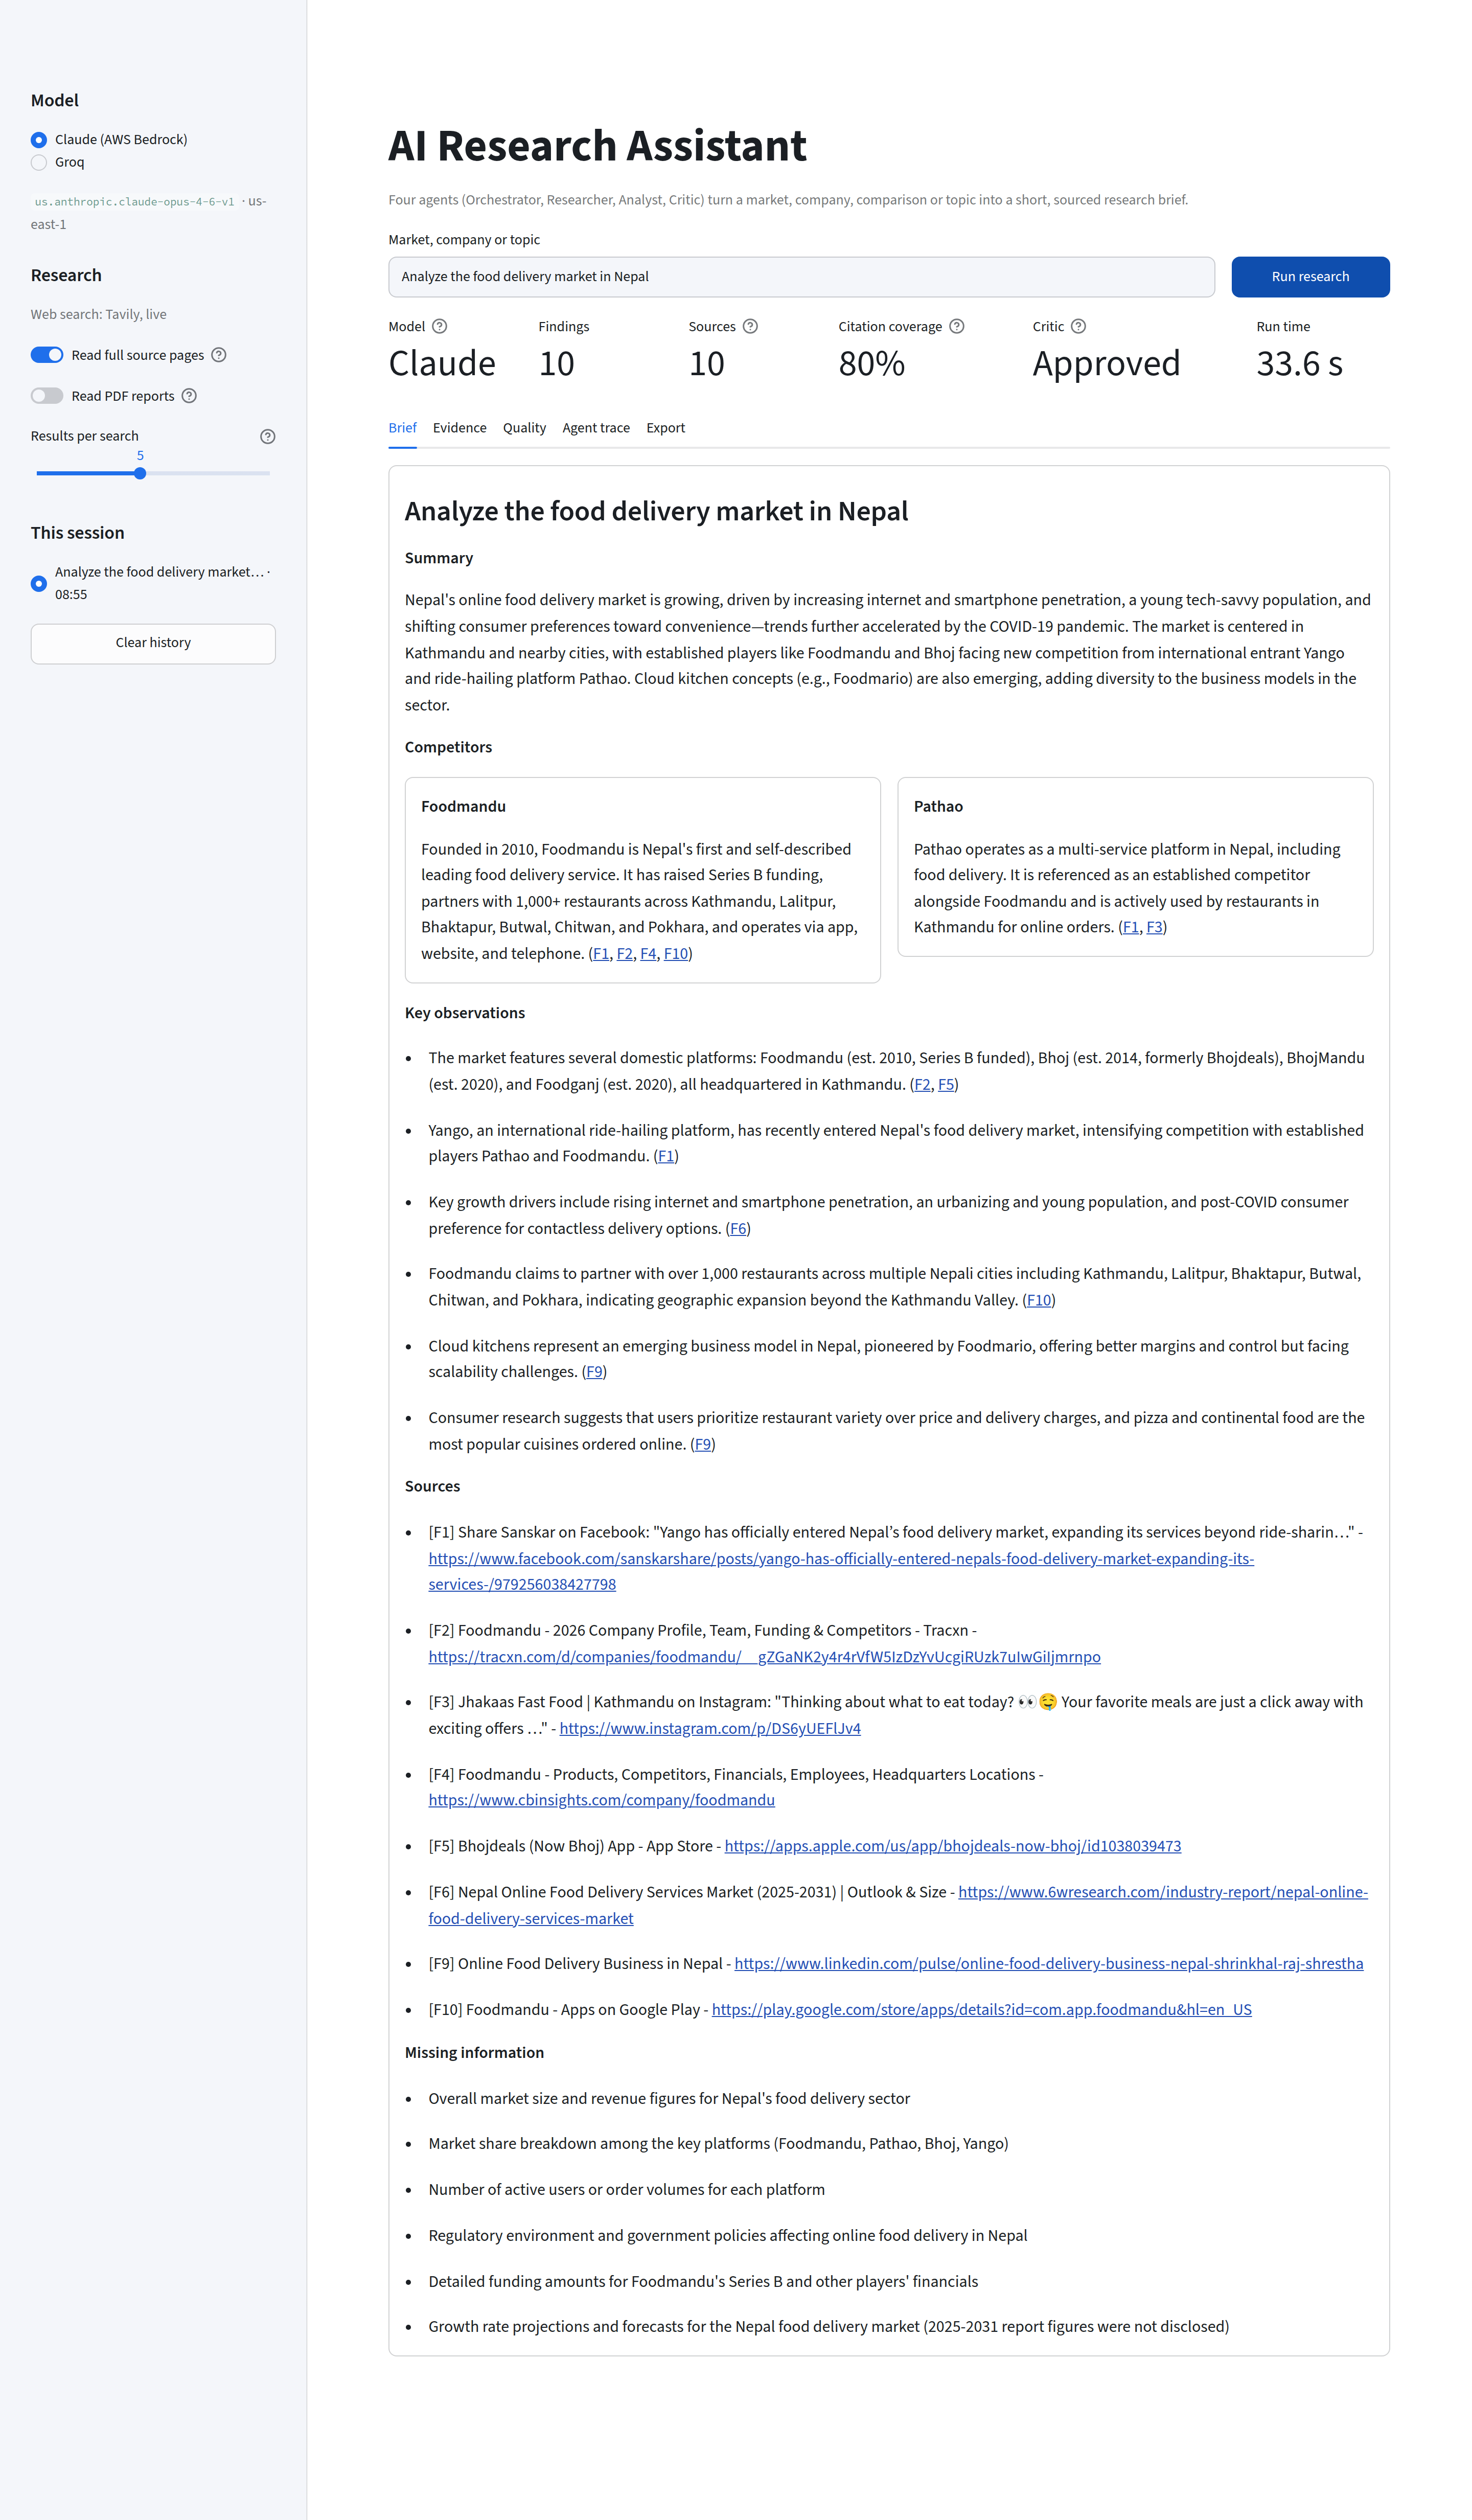 Model
Claude (AWS Bedrock)
Groq
us.anthropic.claude-opus-4-6-v1 · us-
east-1
Research
Web search: Tavily, live
Read full source pages
Read PDF reports
Results per search
5
This session
Analyze the food delivery market… ·
08:55
Clear history
AI Research Assistant
Four agents (Orchestrator, Researcher, Analyst, Critic) turn a market, company, comparison or topic into a short, sourced research brief.
Market, company or topic
Analyze the food delivery market in Nepal
Run research
Model Findings Sources Citation coverage Critic Run time
Claude 10 10 80% Approved 33.6 s
Brief Evidence Quality Agent trace Export
Analyze the food delivery market in Nepal
Summary
Nepal's online food delivery market is growing, driven by increasing internet and smartphone penetration, a young tech-savvy population, and
shifting consumer preferences toward convenience—trends further accelerated by the COVID-19 pandemic. The market is centered in
Kathmandu and nearby cities, with established players like Foodmandu and Bhoj facing new competition from international entrant Yango
and ride-hailing platform Pathao. Cloud kitchen concepts (e.g., Foodmario) are also emerging, adding diversity to the business models in the
sector.
Competitors
Foodmandu
Founded in 2010, Foodmandu is Nepal's first and self-described
leading food delivery service. It has raised Series B funding,
partners with 1,000+ restaurants across Kathmandu, Lalitpur,
Bhaktapur, Butwal, Chitwan, and Pokhara, and operates via app,
website, and telephone. (F1, F2, F4, F10)
Pathao
Pathao operates as a multi-service platform in Nepal, including
food delivery. It is referenced as an established competitor
alongside Foodmandu and is actively used by restaurants in
Kathmandu for online orders. (F1, F3)
Key observations
• The market features several domestic platforms: Foodmandu (est. 2010, Series B funded), Bhoj (est. 2014, formerly Bhojdeals), BhojMandu
(est. 2020), and Foodganj (est. 2020), all headquartered in Kathmandu. (F2, F5)
• Yango, an international ride-hailing platform, has recently entered Nepal's food delivery market, intensifying competition with established
players Pathao and Foodmandu. (F1)
• Key growth drivers include rising internet and smartphone penetration, an urbanizing and young population, and post-COVID consumer
preference for contactless delivery options. (F6)
• Foodmandu claims to partner with over 1,000 restaurants across multiple Nepali cities including Kathmandu, Lalitpur, Bhaktapur, Butwal,
Chitwan, and Pokhara, indicating geographic expansion beyond the Kathmandu Valley. (F10)
• Cloud kitchens represent an emerging business model in Nepal, pioneered by Foodmario, offering better margins and control but facing
scalability challenges. (F9)
• Consumer research suggests that users prioritize restaurant variety over price and delivery charges, and pizza and continental food are the
most popular cuisines ordered online. (F9)
Sources
• [F1] Share Sanskar on Facebook: "Yango has officially entered Nepal’s food delivery market, expanding its services beyond ride-sharin…" -
https://www.facebook.com/sanskarshare/posts/yango-has-officially-entered-nepals-food-delivery-market-expanding-its-
services-/979256038427798
• [F2] Foodmandu - 2026 Company Profile, Team, Funding & Competitors - Tracxn -
https://tracxn.com/d/companies/foodmandu/__gZGaNK2y4r4rVfW5IzDzYvUcgiRUzk7uIwGiIjmrnpo
• [F3] Jhakaas Fast Food | Kathmandu on Instagram: "Thinking about what to eat today? 👀🤤 Your favorite meals are just a click away with
exciting offers …" - https://www.instagram.com/p/DS6yUEFlJv4
• [F4] Foodmandu - Products, Competitors, Financials, Employees, Headquarters Locations -
https://www.cbinsights.com/company/foodmandu
• [F5] Bhojdeals (Now Bhoj) App - App Store - https://apps.apple.com/us/app/bhojdeals-now-bhoj/id1038039473
• [F6] Nepal Online Food Delivery Services Market (2025-2031) | Outlook & Size - https://www.6wresearch.com/industry-report/nepal-online-
food-delivery-services-market
• [F9] Online Food Delivery Business in Nepal - https://www.linkedin.com/pulse/online-food-delivery-business-nepal-shrinkhal-raj-shrestha
• [F10] Foodmandu - Apps on Google Play - https://play.google.com/store/apps/details?id=com.app.foodmandu&hl=en_US
Missing information
• Overall market size and revenue figures for Nepal's food delivery sector
• Market share breakdown among the key platforms (Foodmandu, Pathao, Bhoj, Yango)
• Number of active users or order volumes for each platform
• Regulatory environment and government policies affecting online food delivery in Nepal
• Detailed funding amounts for Foodmandu's Series B and other players' financials
• Growth rate projections and forecasts for the Nepal food delivery market (2025-2031 report figures were not disclosed)